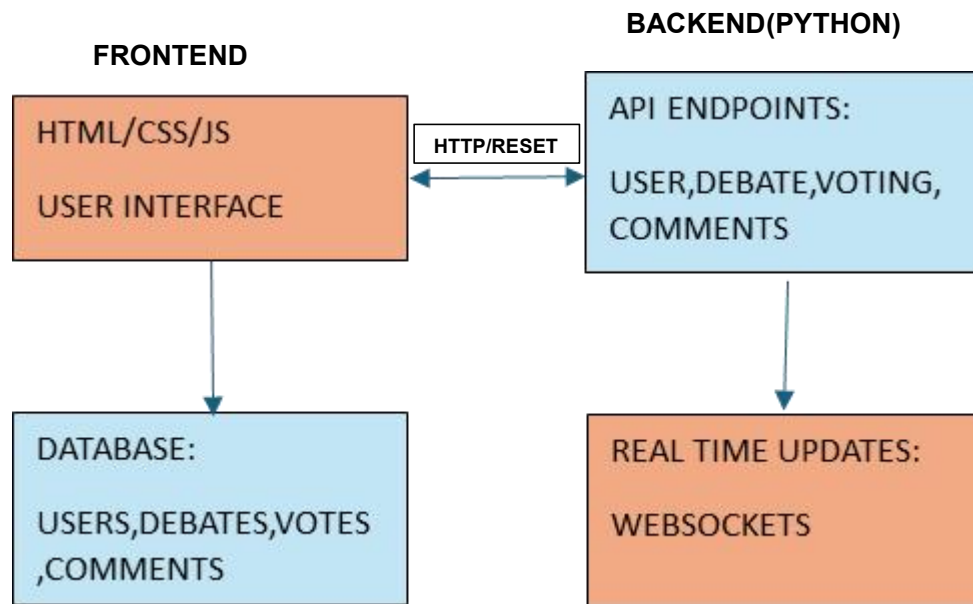 BACKEND(PYTHON)
FRONTEND
HTML/CSS/JS
USER INTERFACE
HTTP/RESET
API ENDPOINTS:
USER,DEBATE,VOTING,
COMMENTS
DATABASE:
USERS,DEBATES,VOTES
,COMMENTS
REAL TIME UPDATES:
WEBSOCKETS